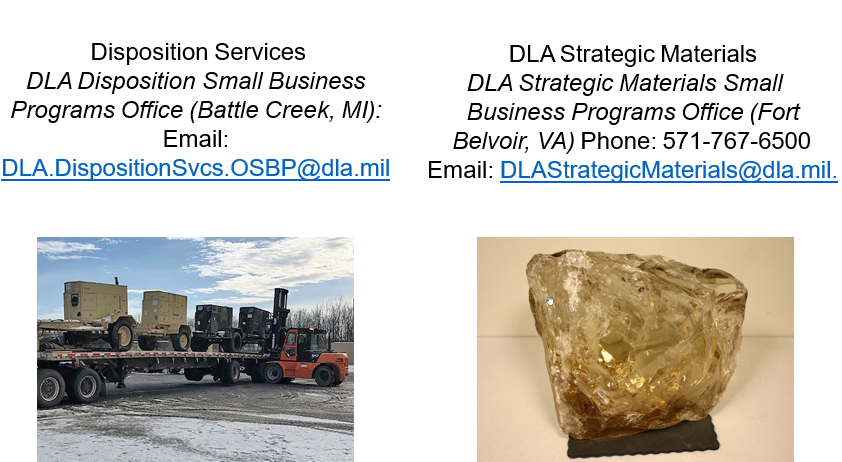 Disposition Services
DLA Disposition Small Business
Programs Office (Battle Creek, MI):
Email:
DLA.DispositionSvcs.OSBP@dla.mil
DLA Strategic Materials
DLA Strategic Materials Small
Business Programs Office (Fort
Belvoir, VA) Phone: 571-767-6500
Email: DLAStrategicMaterials@dla.mil.